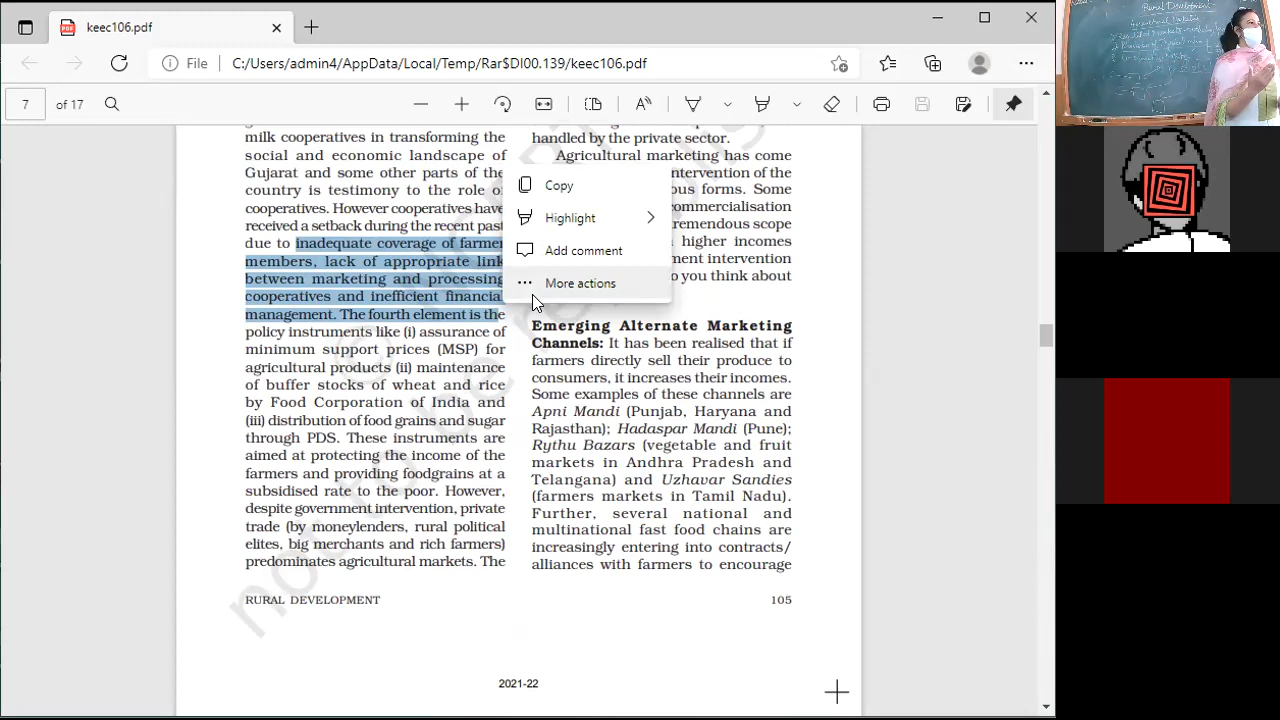 keec106.pdf
File
C:/Users/admin4/AppData/Local/Temp/Rar$DI00.139/keec106.pdf
7
of 17
milk cooperatives in transforming the
social and economic landscape of
Gujarat and some other parts of the
country is testimony to the role of
cooperatives. However cooperatives have
received a setback during the recent past
due to inadequate coverage of farmer
members, lack of appropriate link
between marketing and processing
cooperatives and inefficient financial
management. The fourth element is the
policy instruments like (i) assurance of
minimum support prices (MSP) for
agricultural products (ii) maintenance
of buffer stocks of wheat and rice
by Food Corporation of India and
(iii) distribution of food grains and sugar
through PDS. These instruments are
aimed at protecting the income of the
farmers and providing foodgrains at a
subsidised rate to the poor. However,
despite government intervention, private
trade (by moneylenders, rural political
elites, big merchants and rich farmers)
predominates agricultural markets. The
handled by the private sector.
Agricultural marketing has come
intervention of the
ous forms. Some
ommercialisation
remendous scope
higher incomes
ment intervention
o you think about
Copy
Highlight
Add comment
More actions
Emerging Alternate Marketing
Channels: It has been realised that if
farmers directly sell their produce to
consumers, it increases their incomes.
Some examples of these channels are
Apni Mandi (Punjab, Haryana and
Rajasthan); Hadaspar Mandi (Pune);
Rythu Bazars (vegetable and fruit
markets in Andhra Pradesh and
Telangana) and Uzhavar Sandies
(farmers markets in Tamil Nadu).
Further, several national and
multinational fast food chains are
increasingly entering into contracts/
alliances with farmers to encourage
RURAL DEVELOPMENT
105
2021-22
not to be re
Rural Development